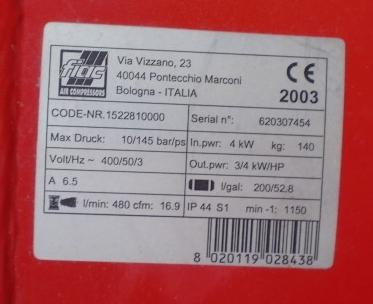 fiac
AIR COMPRESSORS
Via Vizzano, 23
40044 Pontecchio Marconi
Bologna - ITALIA
CE
2003
CODE-NR.1522810000
Serial n°: 620307454
Max Druck: 10/145 bar/psi
In.pwr: 4 kW kg: 140
Volt/Hz ~ 400/50/3
Out.pwr: 3/4 kW/HP
A 6.5
l/gal: 200/52.8
l/min: 480 cfm: 16.9
IP 44 S1 min -1: 1150
8 020119 028438